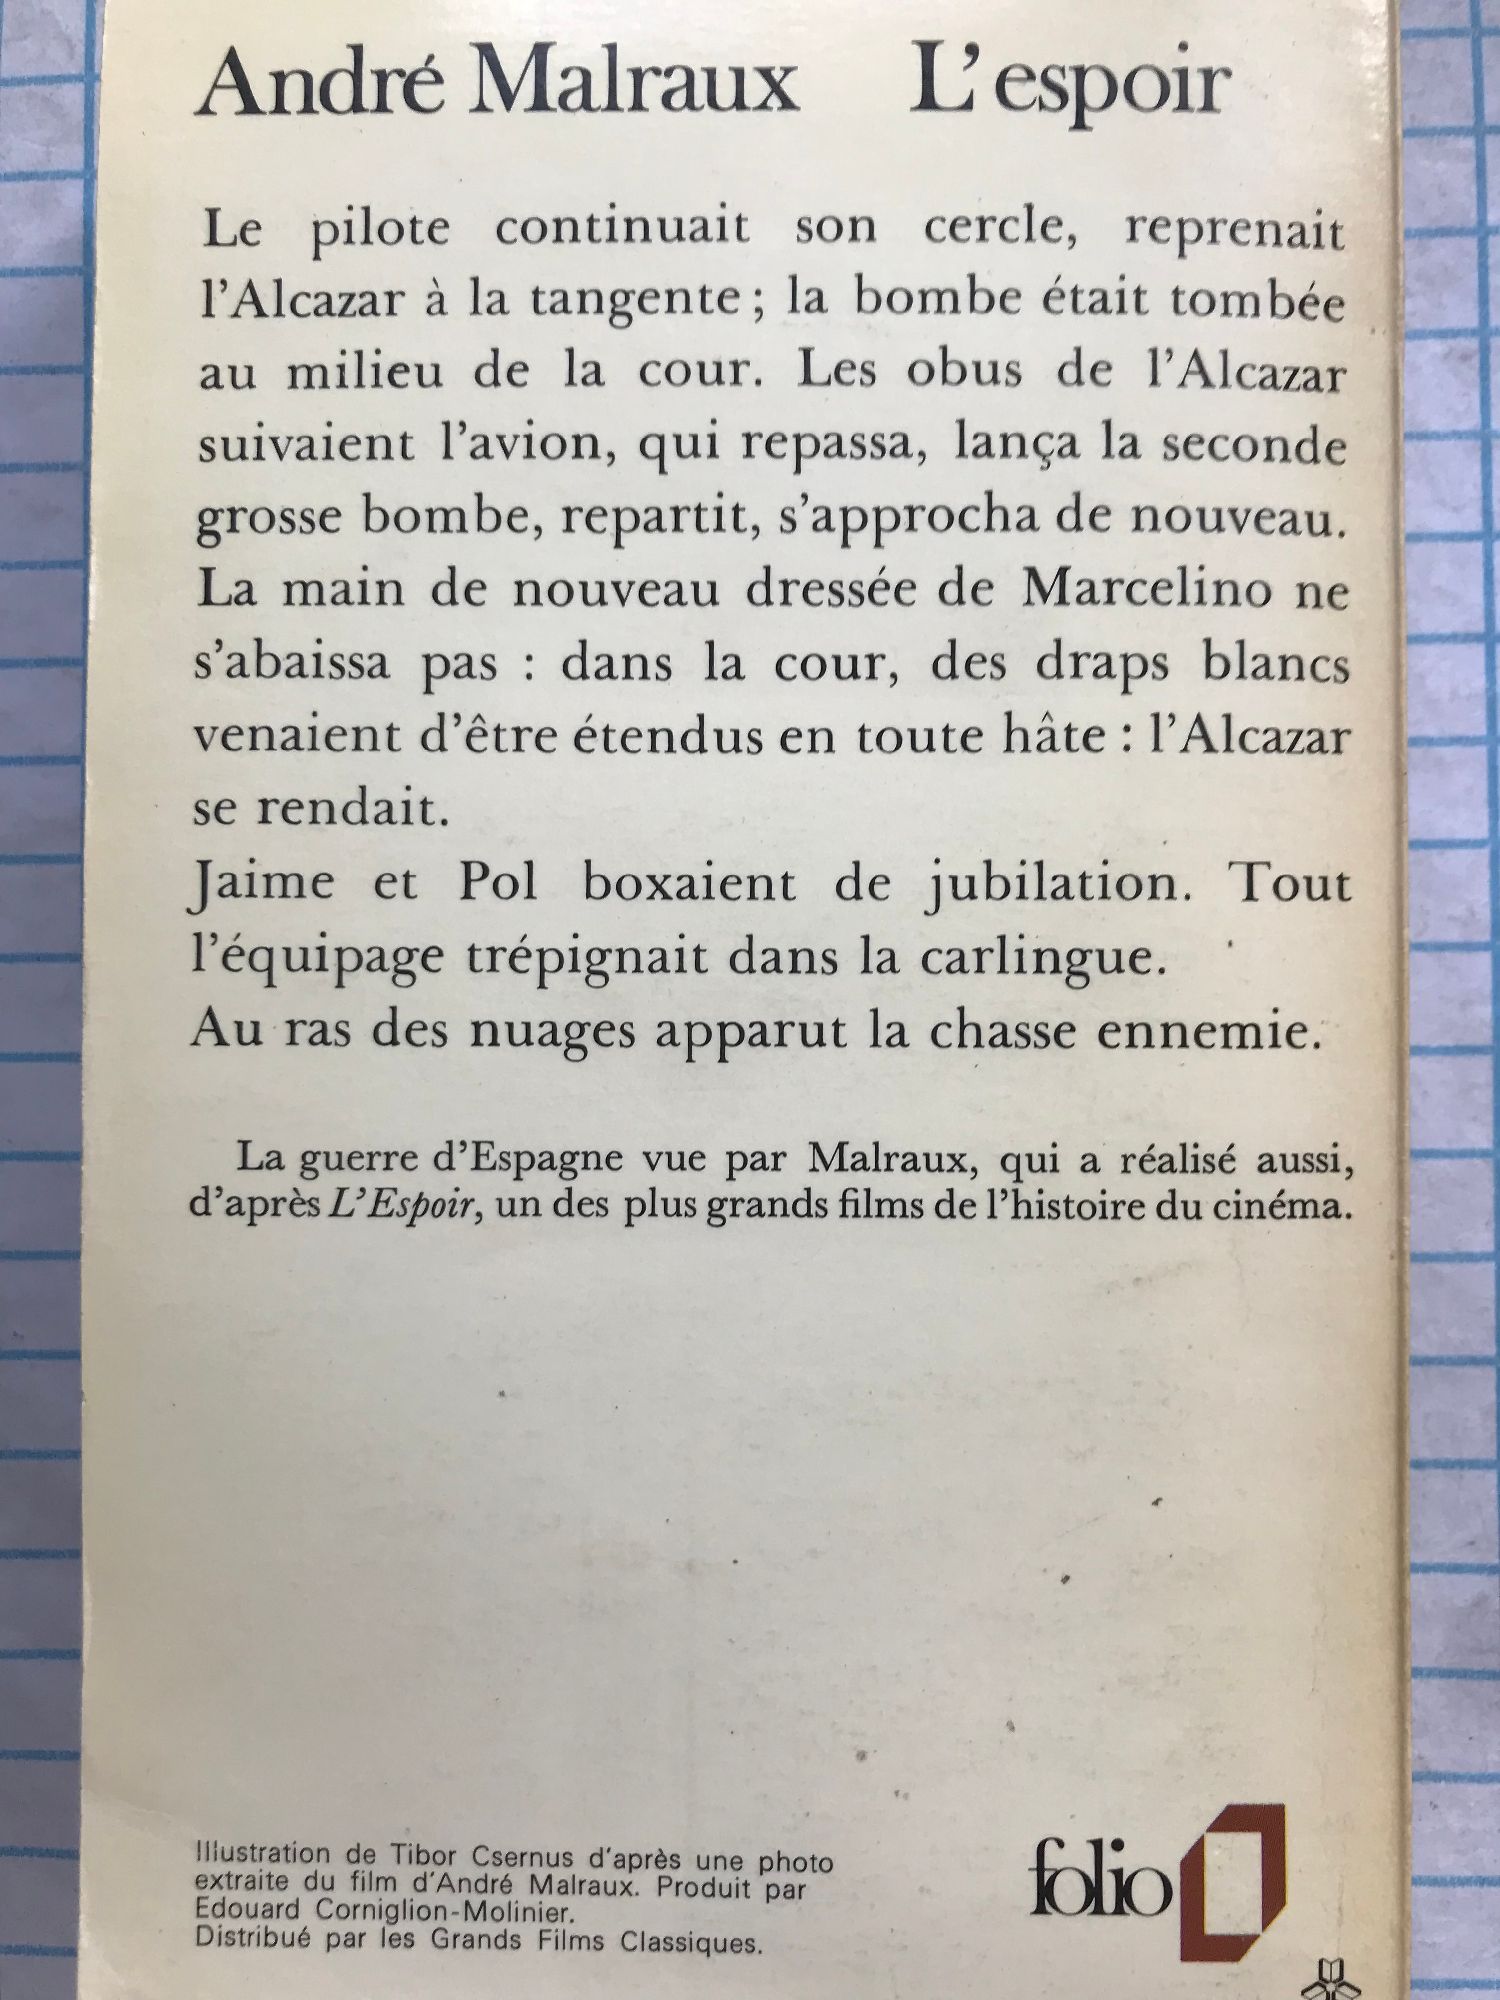 André Malraux L'espoir
Le pilote continuait son cercle, reprenait
l'Alcazar à la tangente ; la bombe était tombée
au milieu de la cour. Les obus de l'Alcazar
suivaient l'avion, qui repassa, lança la seconde
grosse bombe, repartit, s'approcha de nouveau.
La main de nouveau dressée de Marcelino ne
s'abaissa pas : dans la cour, des draps blancs
venaient d'être étendus en toute hâte : l'Alcazar
se rendait.
Jaime et Pol boxaient de jubilation. Tout
l'équipage trépignait dans la carlingue.
Au ras des nuages apparut la chasse ennemie.
La guerre d'Espagne vue par Malraux, qui a réalisé aussi,
d'après L'Espoir, un des plus grands films de l'histoire du cinéma.
Illustration de Tibor Csernus d'après une photo
extraite du film d'André Malraux. Produit par
Edouard Corniglion-Molinier.
Distribué par les Grands Films Classiques.
folio